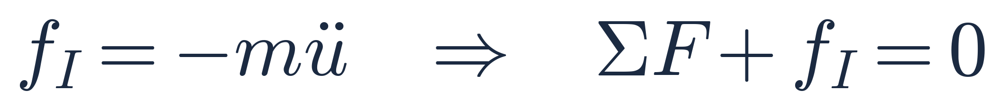 f_I = −mü ⇒ ΣF + f_I = 0